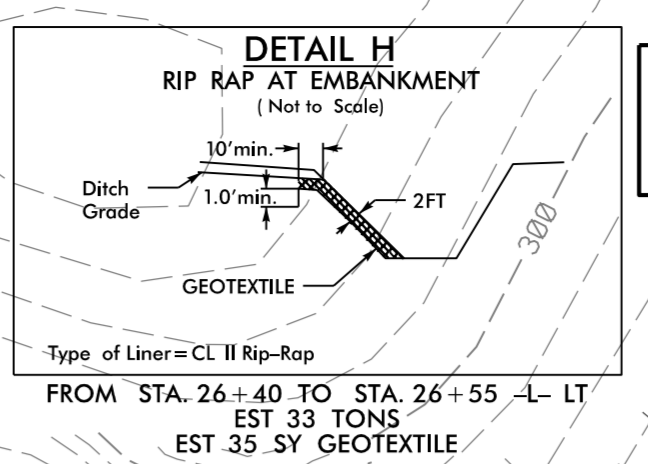 DETAIL H
RIP RAP AT EMBANKMENT
( Not to Scale)
10'min.
Ditch
Grade
1.0'min.
2FT
300
GEOTEXTILE
Type of Liner = CL II Rip-Rap
FROM STA. 26+40 TO STA. 26+55 -L- LT
EST 33 TONS
EST 35 SY GEOTEXTILE